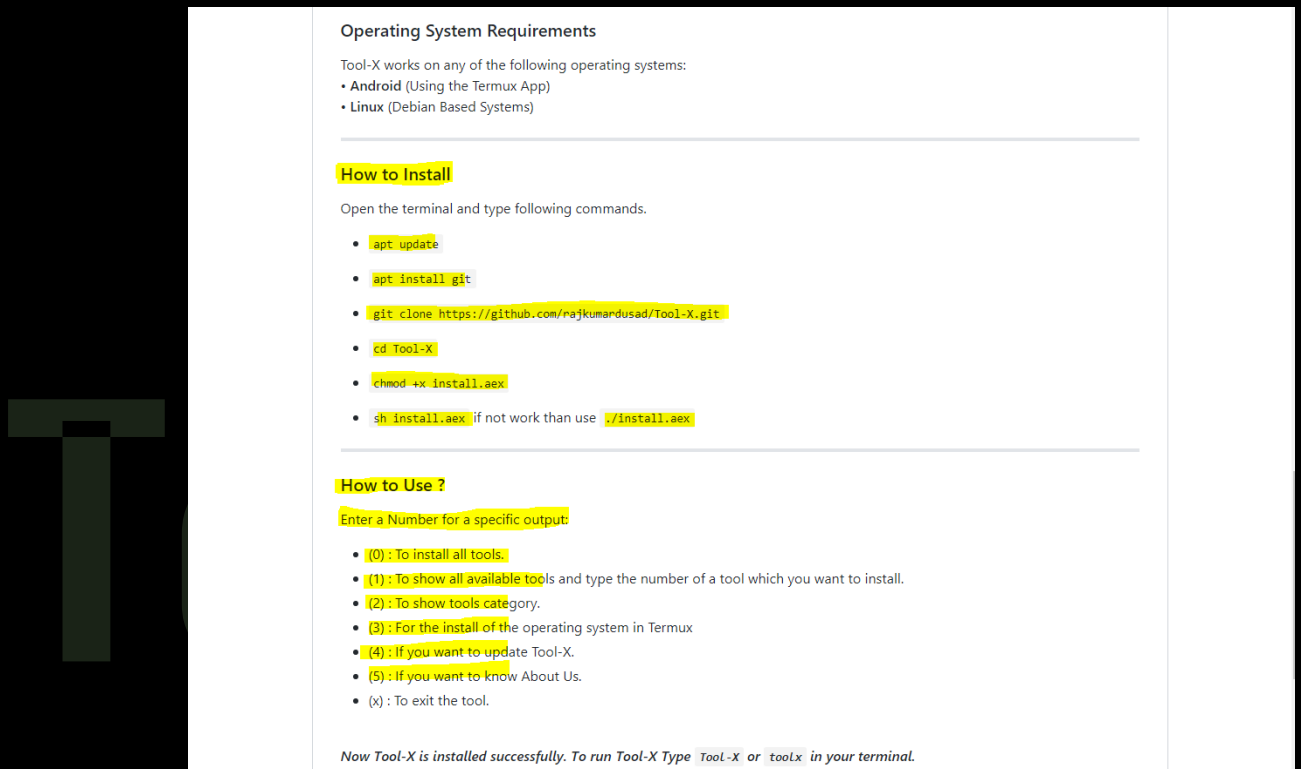 Operating System Requirements
Tool-X works on any of the following operating systems:
• Android (Using the Termux App)
• Linux (Debian Based Systems)
How to Install
Open the terminal and type following commands.
• apt update
• apt install git
• git clone https://github.com/rajkumardusad/Tool-X.git
• cd Tool-X
• chmod +x install.aex
• sh install.aex if not work than use ./install.aex
How to Use ?
Enter a Number for a specific output:
• (0) : To install all tools.
• (1) : To show all available tools and type the number of a tool which you want to install.
• (2) : To show tools category.
• (3) : For the install of the operating system in Termux
• (4) : If you want to update Tool-X.
• (5) : If you want to know About Us.
• (x) : To exit the tool.
Now Tool-X is installed successfully. To run Tool-X Type Tool-X or toolx in your terminal.